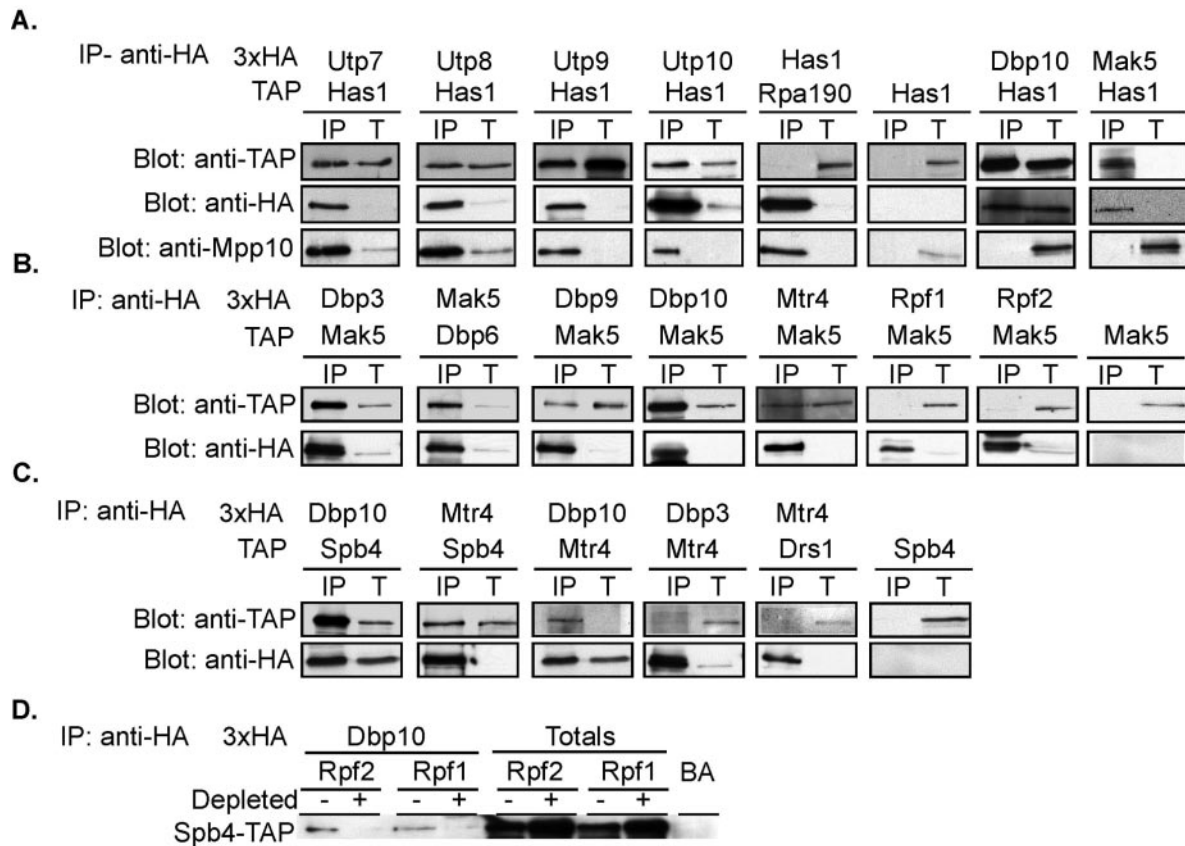 A.
IP- anti-HA 3xHA Utp7 Utp8 Utp9 Utp10 Has1 Dbp10 Mak5
TAP Has1 Has1 Has1 Has1 Rpa190 Has1 Has1 Has1
IP T IP T IP T IP T IP T IP T IP T IP T
Blot: anti-TAP
Blot: anti-HA
Blot: anti-Mpp10
B.
IP: anti-HA 3xHA Dbp3 Mak5 Dbp9 Dbp10 Mtr4 Rpf1 Rpf2
TAP Mak5 Dbp6 Mak5 Mak5 Mak5 Mak5 Mak5 Mak5
IP T IP T IP T IP T IP T IP T IP T IP T
Blot: anti-TAP
Blot: anti-HA
C.
IP: anti-HA 3xHA Dbp10 Mtr4 Dbp10 Dbp3 Mtr4
TAP Spb4 Spb4 Mtr4 Mtr4 Drs1 Spb4
IP T IP T IP T IP T IP T IP T
Blot: anti-TAP
Blot: anti-HA
D.
IP: anti-HA 3xHA Dbp10 Totals
Rpf2 Rpf1 Rpf2 Rpf1 BA
Depleted - + - + - + - +
Spb4-TAP